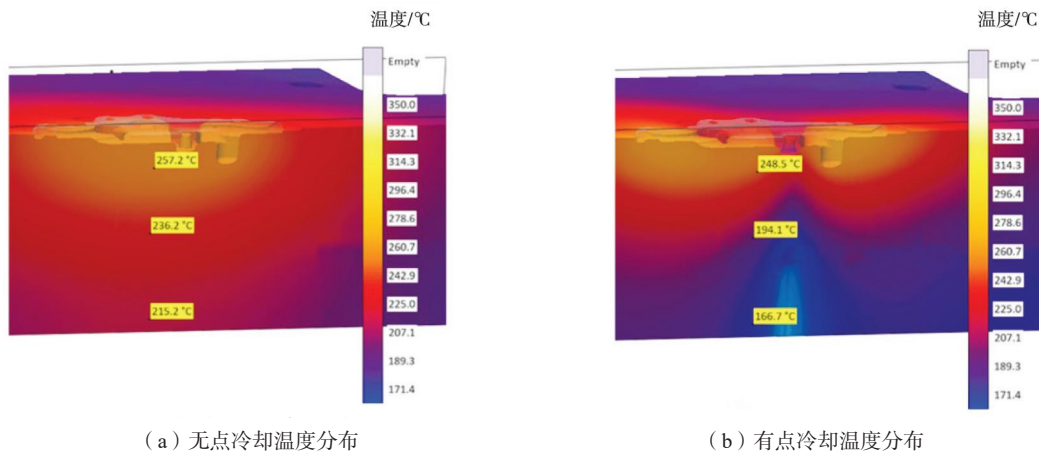 温度/℃
Empty
350.0
332.1
314.3
296.4
278.6
260.7
242.9
225.0
207.1
189.3
171.4
257.2 °C
236.2 °C
215.2 °C
(a)无点冷却温度分布
温度/℃
Empty
350.0
332.1
314.3
296.4
278.6
260.7
242.9
225.0
207.1
189.3
171.4
248.5 °C
194.1 °C
166.7 °C
(b)有点冷却温度分布